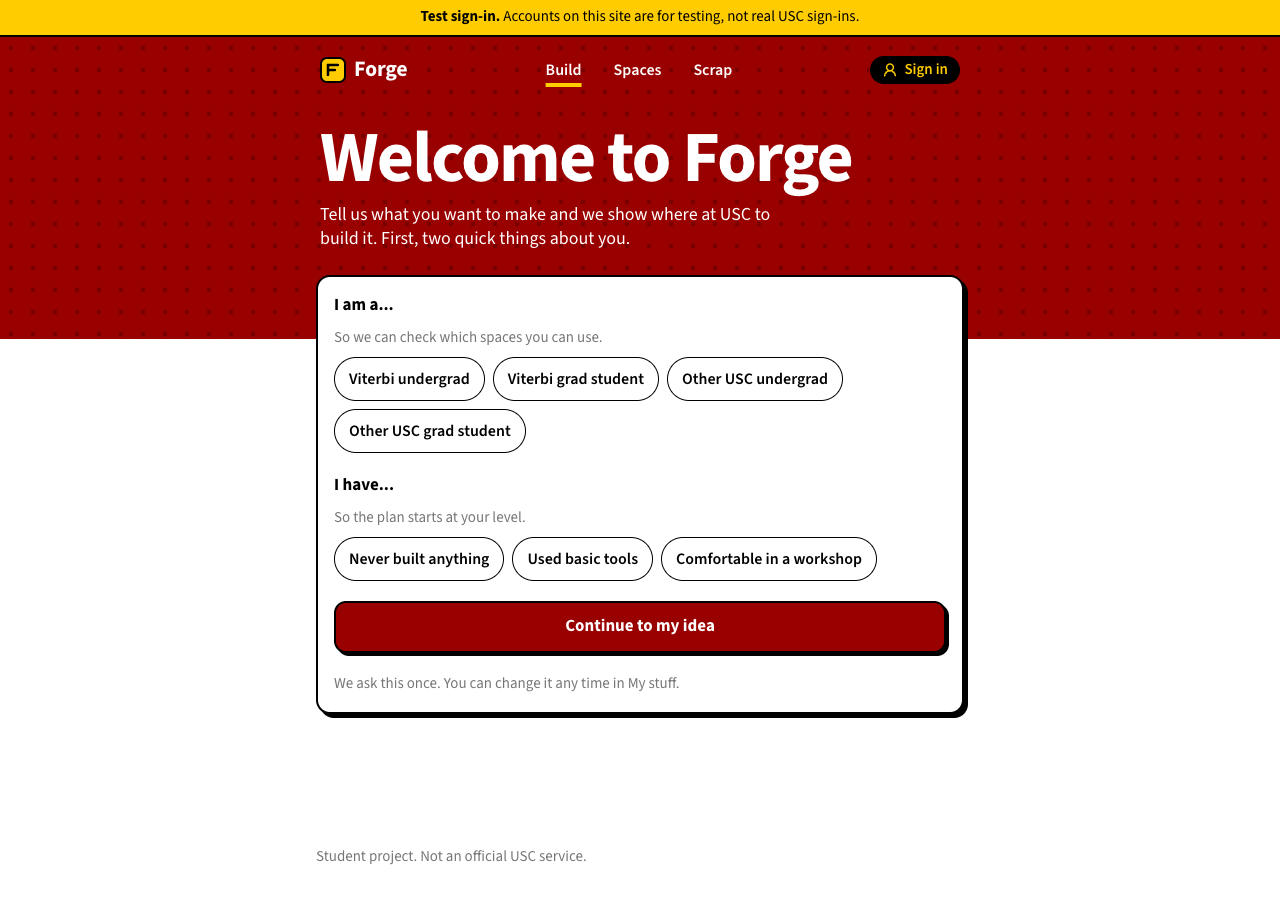 Test sign-in. Accounts on this site are for testing, not real USC sign-ins.
F Forge
Build Spaces Scrap
Sign in
Welcome to Forge
Tell us what you want to make and we show where at USC to
build it. First, two quick things about you.
I am a...
So we can check which spaces you can use.
Viterbi undergrad Viterbi grad student Other USC undergrad
Other USC grad student
I have...
So the plan starts at your level.
Never built anything Used basic tools Comfortable in a workshop
Continue to my idea
We ask this once. You can change it any time in My stuff.
Student project. Not an official USC service.